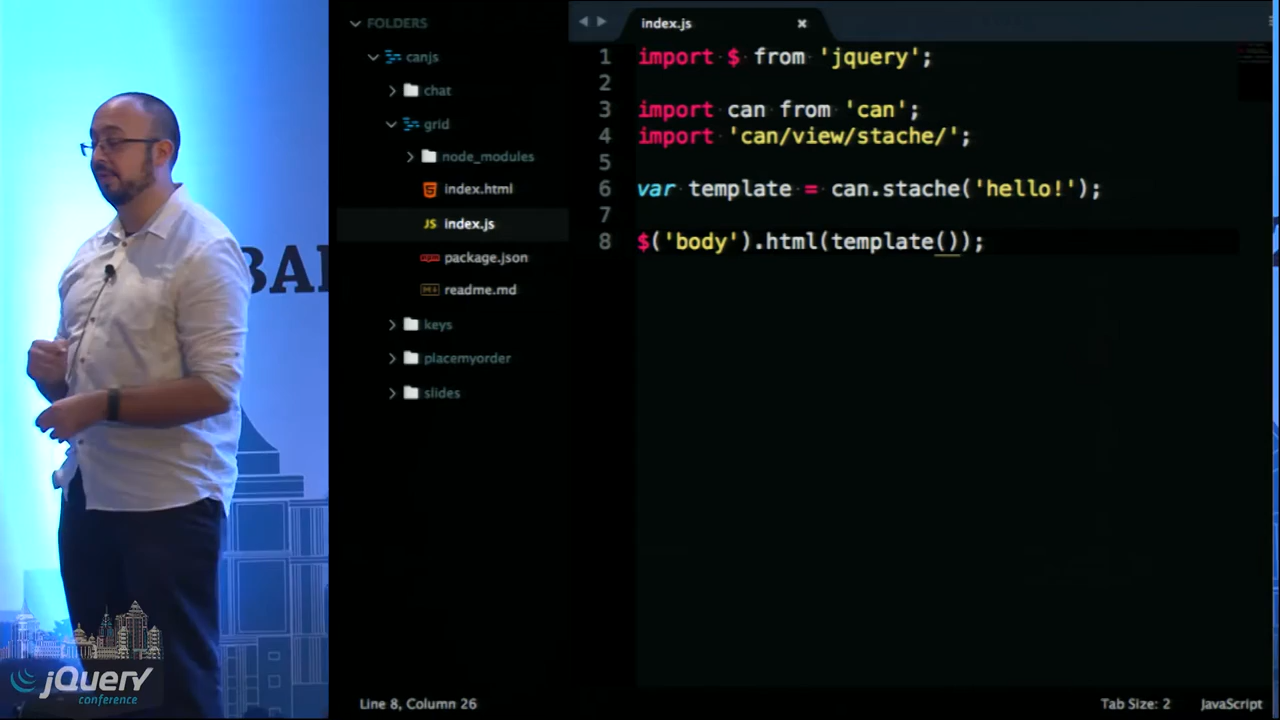 FOLDERS
canjs
chat
grid
node_modules
index.html
JS index.js
package.json
M↓ readme.md
keys
placemyorder
slides
index.js
1 import $ from 'jquery';
2
3 import can from 'can';
4 import 'can/view/stache/';
5
6 var template = can.stache('hello!');
7
8 $('body').html(template());
Line 8, Column 26
Tab Size: 2
JavaScript
jQuery
conference